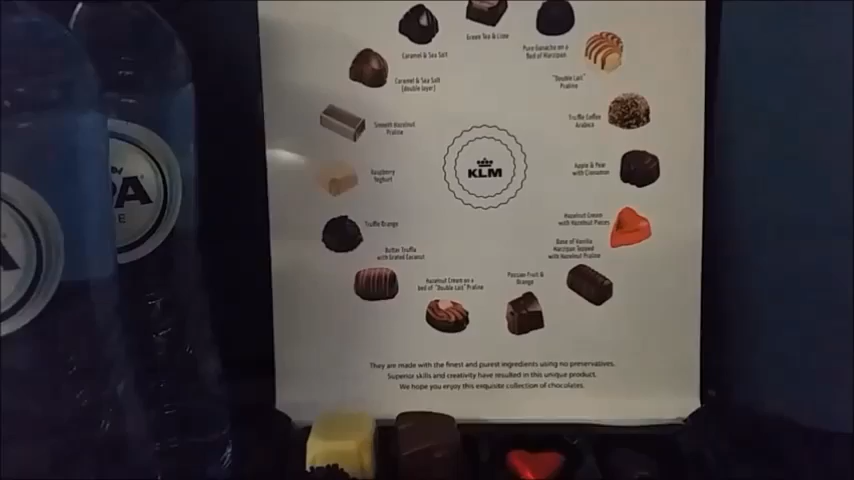 Green Tea & Lime
Caramel & Sea Salt
Pure Ganache on a
Bed of Marzipan
Caramel & Sea Salt
(double layer)
"Double Lait"
Praline
Smooth Hazelnut
Praline
Truffle Coffee
Arabica
KLM
Raspberry
Yoghurt
Apple & Pear
with Cinnamon
Truffle Orange
Hazelnut Cream
with Hazelnut Pieces
Butter Truffle
with Grated Coconut
Base of Vanilla
Marzipan Topped
with Hazelnut Praline
Hazelnut Cream on a
Bed of "Double Lait" Praline
Passion Fruit &
Orange
They are made with the finest and purest ingredients using no preservatives.
Superior skills and creativity have resulted in this unique product.
We hope you enjoy this exquisite collection of chocolates.